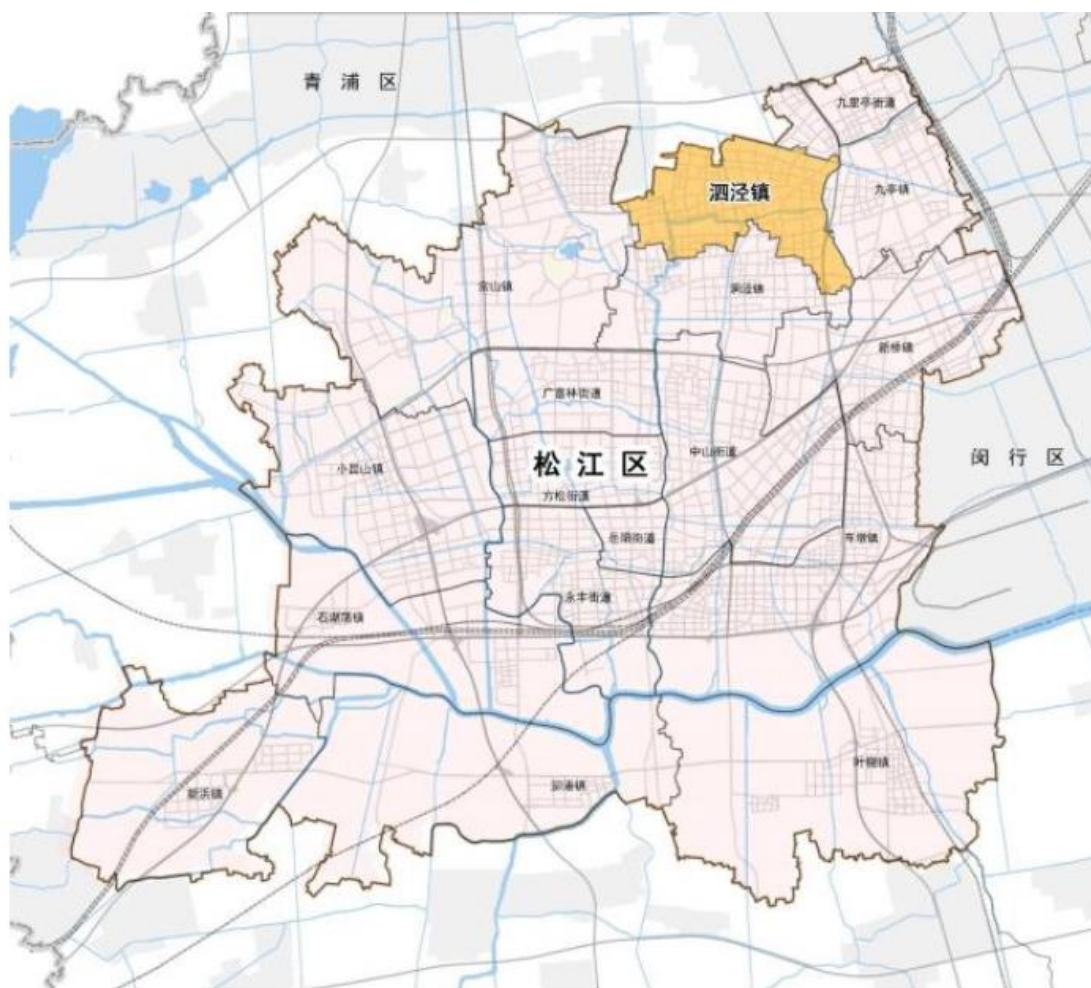 青浦区
九里亭街道
泗泾镇
九亭镇
佘山镇
洞泾镇
新桥镇
广富林街道
松江区
中山街道
闵行区
小昆山镇
方松街道
岳阳街道
车墩镇
永丰街道
石湖荡镇
叶榭镇
泖港镇
新浜镇